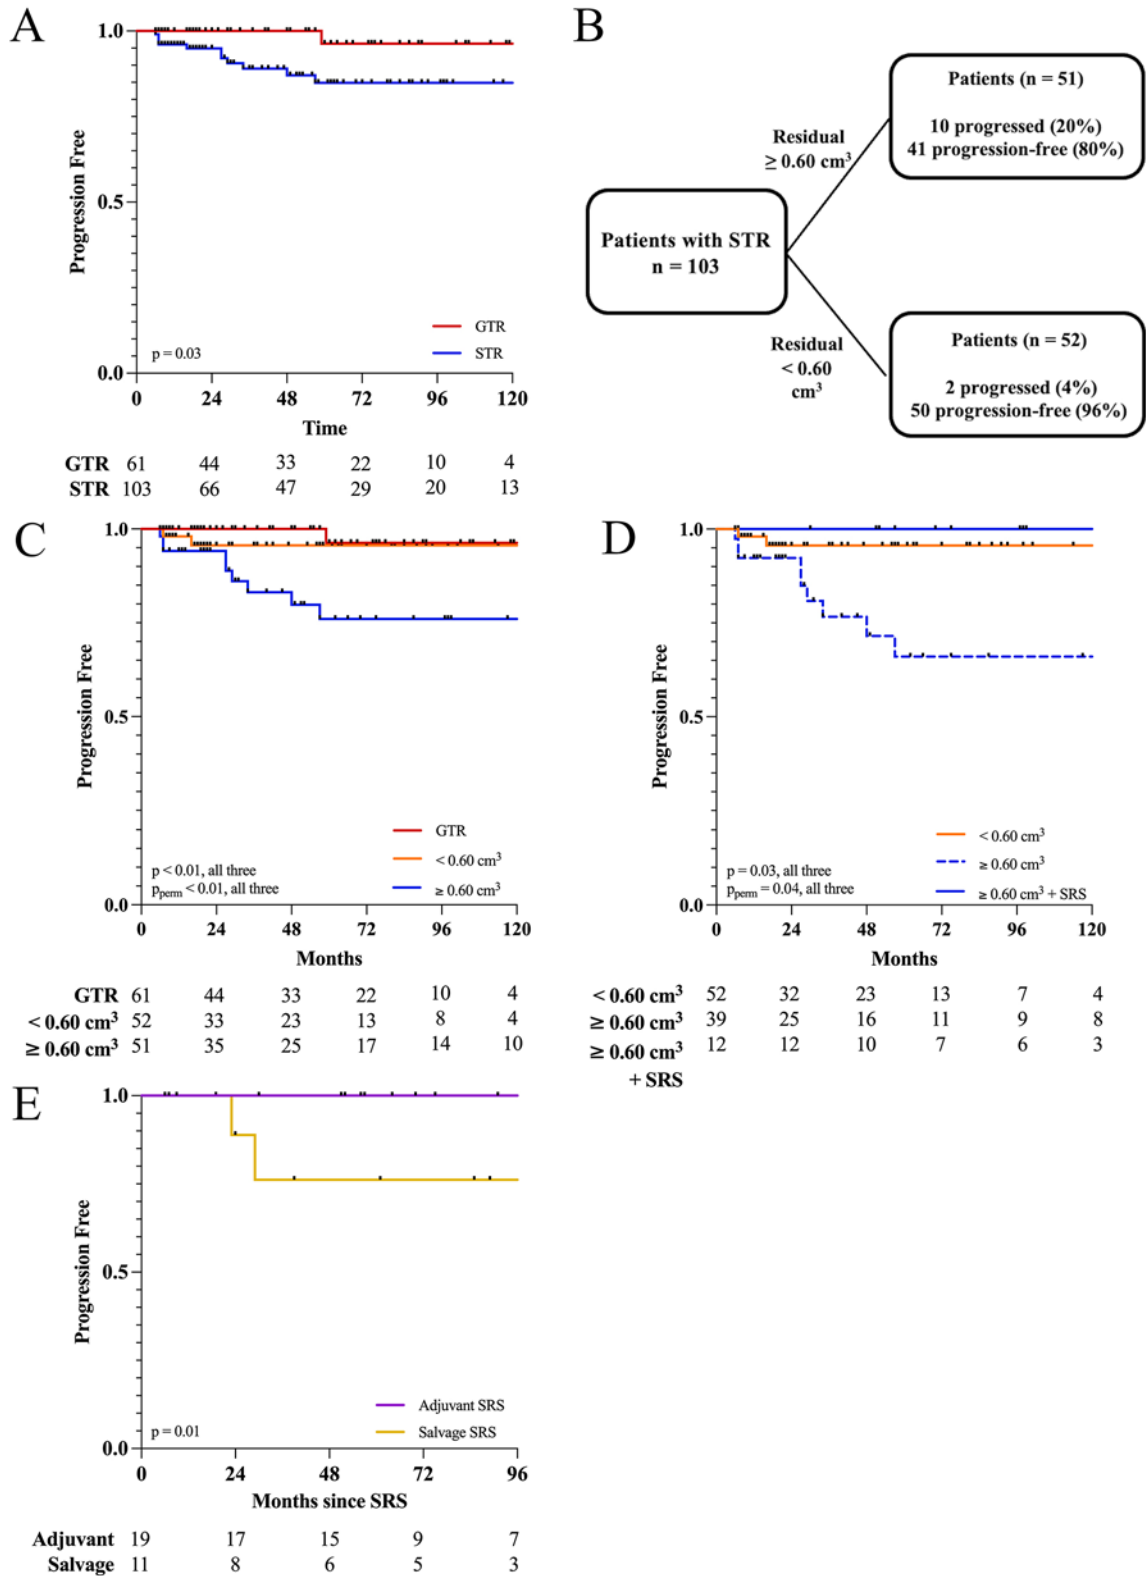 A
1.0
0.5
0.0
Progression Free
GTR
STR
p = 0.03
0 24 48 72 96 120
Time
GTR 61 44 33 22 10 4
STR 103 66 47 29 20 13
B
Patients with STR
n = 103
Residual
≥ 0.60 cm³
Patients (n = 51)
10 progressed (20%)
41 progression-free (80%)
Residual
< 0.60
cm³
Patients (n = 52)
2 progressed (4%)
50 progression-free (96%)
C
1.0
0.5
0.0
Progression Free
GTR
< 0.60 cm³
≥ 0.60 cm³
p < 0.01, all three
pperm < 0.01, all three
0 24 48 72 96 120
Months
GTR 61 44 33 22 10 4
< 0.60 cm³ 52 33 23 13 8 4
≥ 0.60 cm³ 51 35 25 17 14 10
D
1.0
0.5
0.0
Progression Free
< 0.60 cm³
≥ 0.60 cm³
≥ 0.60 cm³ + SRS
p = 0.03, all three
pperm = 0.04, all three
0 24 48 72 96 120
Months
< 0.60 cm³ 52 32 23 13 7 4
≥ 0.60 cm³ 39 25 16 11 9 8
≥ 0.60 cm³ 12 12 10 7 6 3
+ SRS
E
1.0
0.5
0.0
Progression Free
Adjuvant SRS
Salvage SRS
p = 0.01
0 24 48 72 96
Months since SRS
Adjuvant 19 17 15 9 7
Salvage 11 8 6 5 3